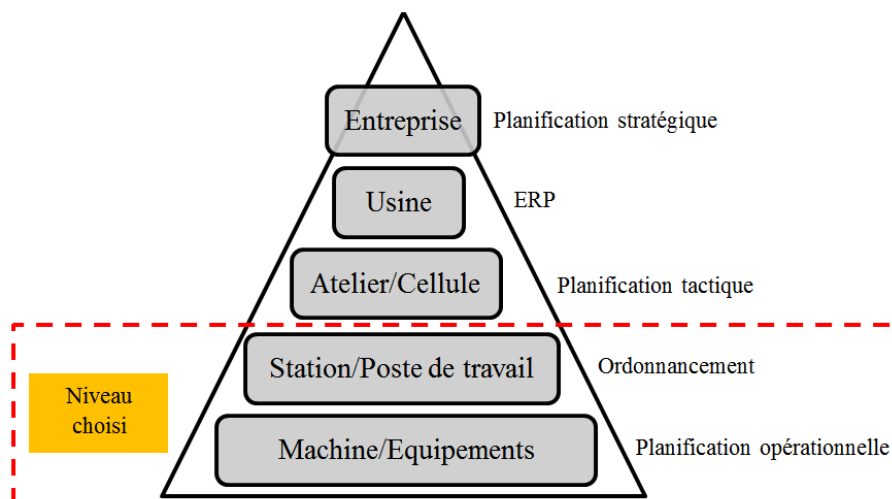 Entreprise
Planification stratégique
Usine
ERP
Atelier/Cellule
Planification tactique
Station/Poste de travail
Ordonnancement
Niveau
choisi
Machine/Equipements
Planification opérationnelle